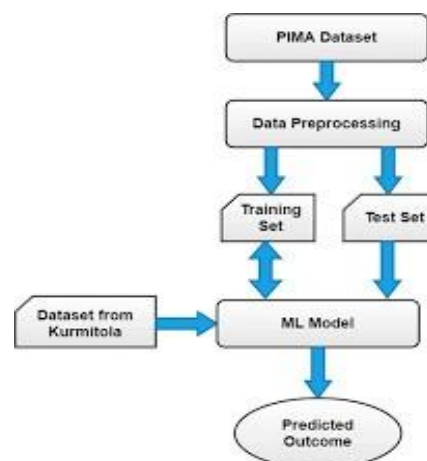 PIMA Dataset
Data Preprocessing
Training
Set
Test Set
Dataset from
Kurmitola
ML Model
Predicted
Outcome